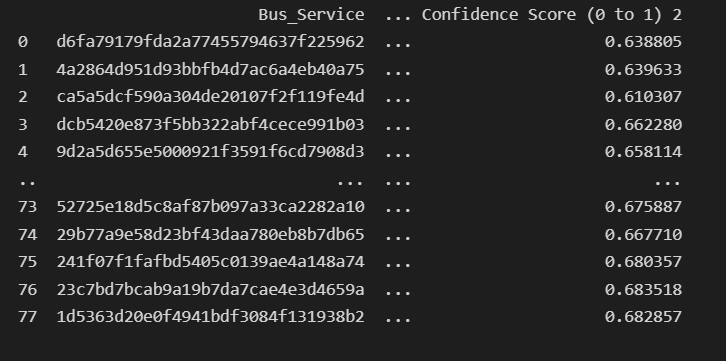 Bus_Service ... Confidence Score (0 to 1) 2
0 d6fa79179fda2a77455794637f225962 ... 0.638805
1 4a2864d951d93bbfb4d7ac6a4eb40a75 ... 0.639633
2 ca5a5dcf590a304de20107f2f119fe4d ... 0.610307
3 dcb5420e873f5bb322abf4cece991b03 ... 0.662280
4 9d2a5d655e5000921f3591f6cd7908d3 ... 0.658114
.. ... ... ...
73 52725e18d5c8af87b097a33ca2282a10 ... 0.675887
74 29b77a9e58d23bf43daa780eb8b7db65 ... 0.667710
75 241f07f1fafbd5405c0139ae4a148a74 ... 0.680357
76 23c7bd7bcab9a19b7da7cae4e3d4659a ... 0.683518
77 1d5363d20e0f4941bdf3084f131938b2 ... 0.682857